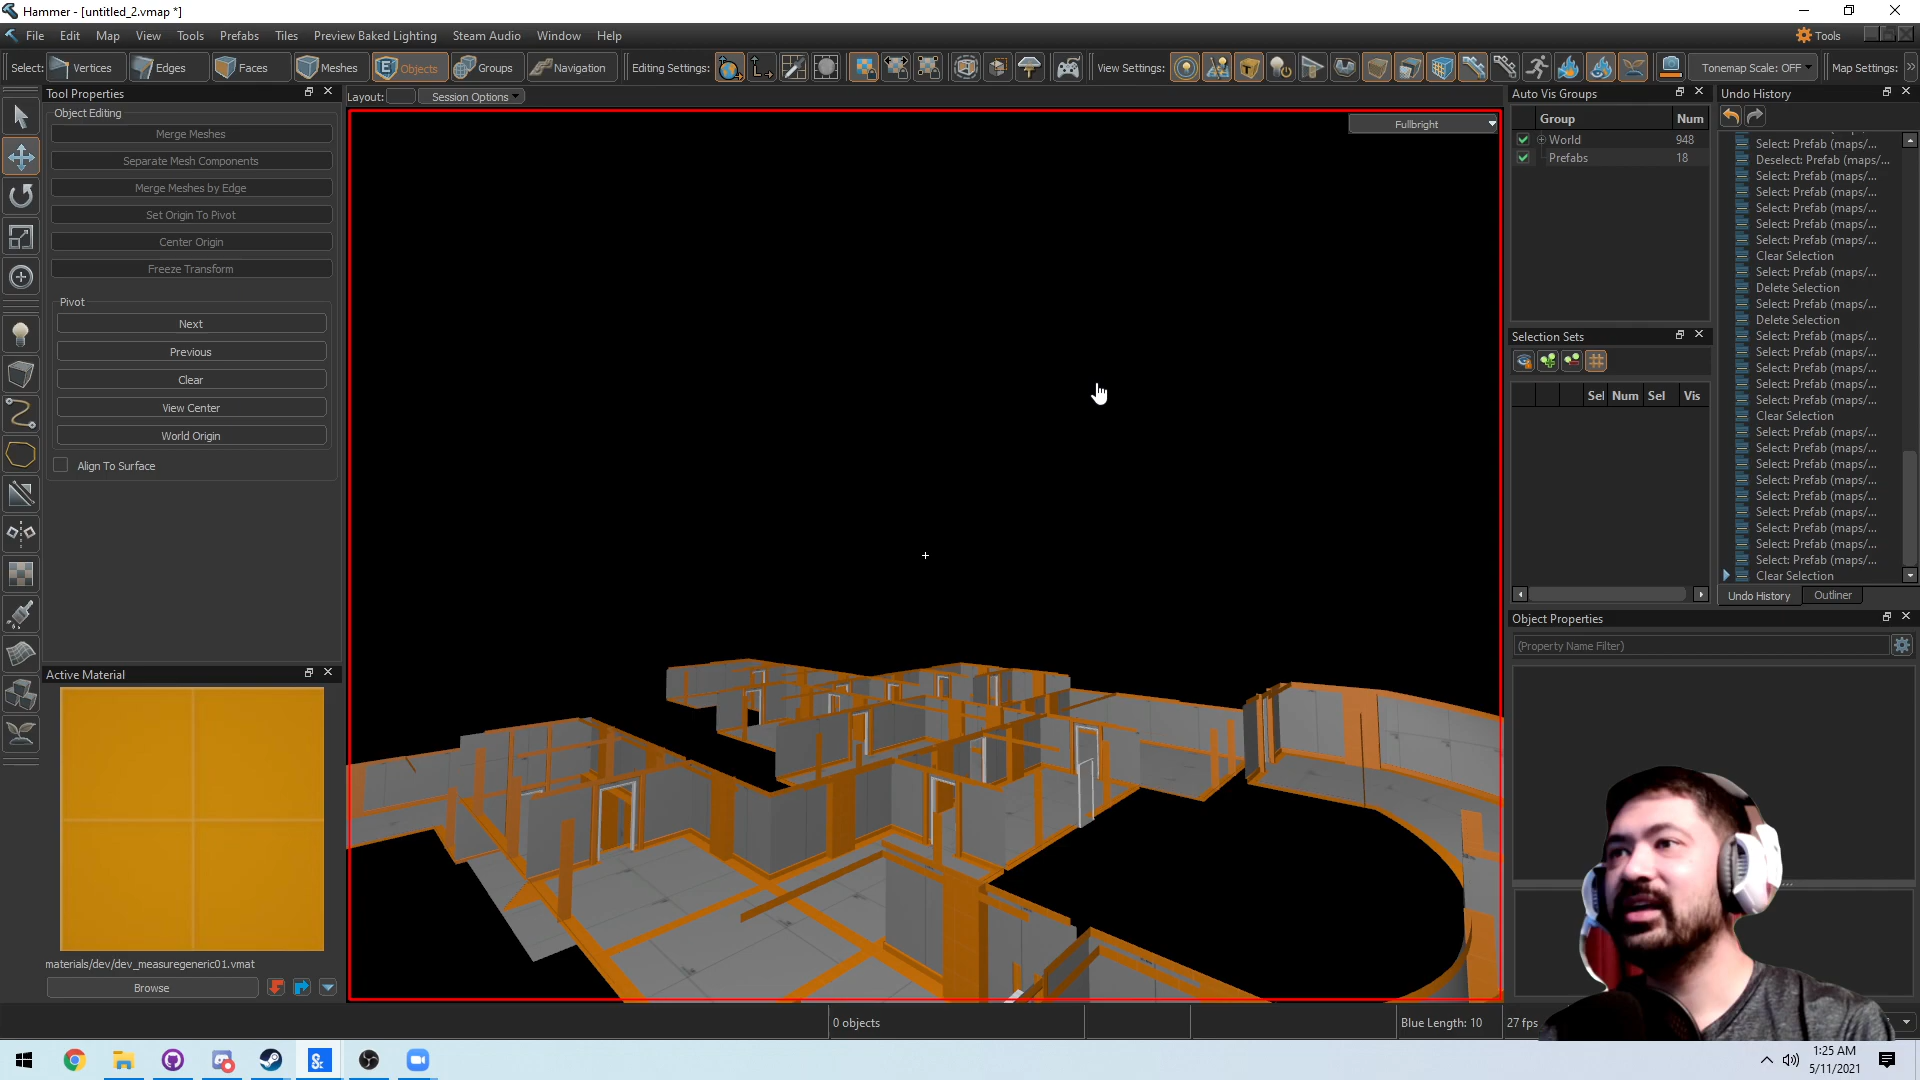 Hammer - [untitled_2.vmap *]
File Edit Map View Tools Prefabs Tiles Preview Baked Lighting Steam Audio Window Help
Tools
Select: Vertices Edges Faces Meshes Objects Groups Navigation Editing Settings: View Settings: Tonemap Scale: OFF Map Settings:
Tool Properties
Object Editing
Merge Meshes
Separate Mesh Components
Merge Meshes by Edge
Set Origin To Pivot
Center Origin
Freeze Transform
Pivot
Next
Previous
Clear
View Center
World Origin
Align To Surface
Active Material
materials/dev/dev_measuregeneric01.vmat
Browse
Layout: Session Options
Fullbright
Auto Vis Groups
Group Num
World 948
Prefabs 18
Selection Sets
Sel Num Sel Vis
Undo History
Select: Prefab (maps/...
Deselect: Prefab (maps/...
Select: Prefab (maps/...
Select: Prefab (maps/...
Select: Prefab (maps/...
Select: Prefab (maps/...
Select: Prefab (maps/...
Clear Selection
Select: Prefab (maps/...
Delete Selection
Select: Prefab (maps/...
Delete Selection
Select: Prefab (maps/...
Select: Prefab (maps/...
Select: Prefab (maps/...
Select: Prefab (maps/...
Select: Prefab (maps/...
Clear Selection
Select: Prefab (maps/...
Select: Prefab (maps/...
Select: Prefab (maps/...
Select: Prefab (maps/...
Select: Prefab (maps/...
Select: Prefab (maps/...
Select: Prefab (maps/...
Select: Prefab (maps/...
Select: Prefab (maps/...
Clear Selection
Undo History Outliner
Object Properties
(Property Name Filter)
0 objects
Blue Length: 10
27 fps
1:25 AM
5/11/2021